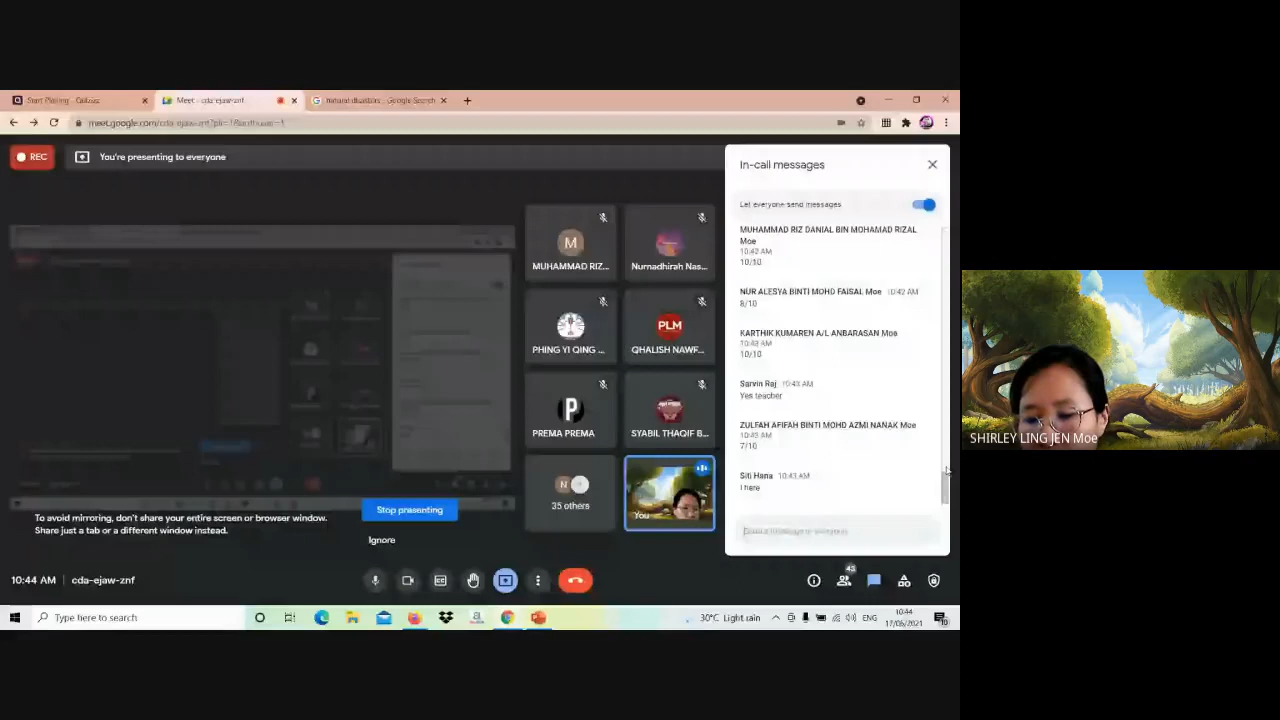 Meet - cda-ejaw-znf
natural disasters - Google Search
REC
You're presenting to everyone
In-call messages
Let everyone send messages
MUHAMMAD RIZ DANIAL BIN MOHAMAD RIZAL
Moe
10:42 AM
10/10
NUR ALESYA BINTI MOHD FAISAL Moe 10:42 AM
8/10
KARTHIK KUMAREN A/L ANBARASAN Moe
10:43 AM
10/10
Sarvin Raj 10:43 AM
Yes teacher
ZULFAH AFIFAH BINTI MOHD AZMI NANAK Moe
10:43 AM
7/10
Siti Hana 10:43 AM
I here
MUHAMMAD RIZ...
Nurnadhirah Nas...
PHING YI QING ...
PLM
QHALISH NAWF...
PREMA PREMA
SYABIL THAQIF B...
35 others
You
M
P
N
To avoid mirroring, don't share your entire screen or browser window.
Share just a tab or a different window instead.
Stop presenting
Ignore
10:44 AM | cda-ejaw-znf
43
Type here to search
30°C Light rain
ENG
10:44
17/06/2021
SHIRLEY LING JEN Moe